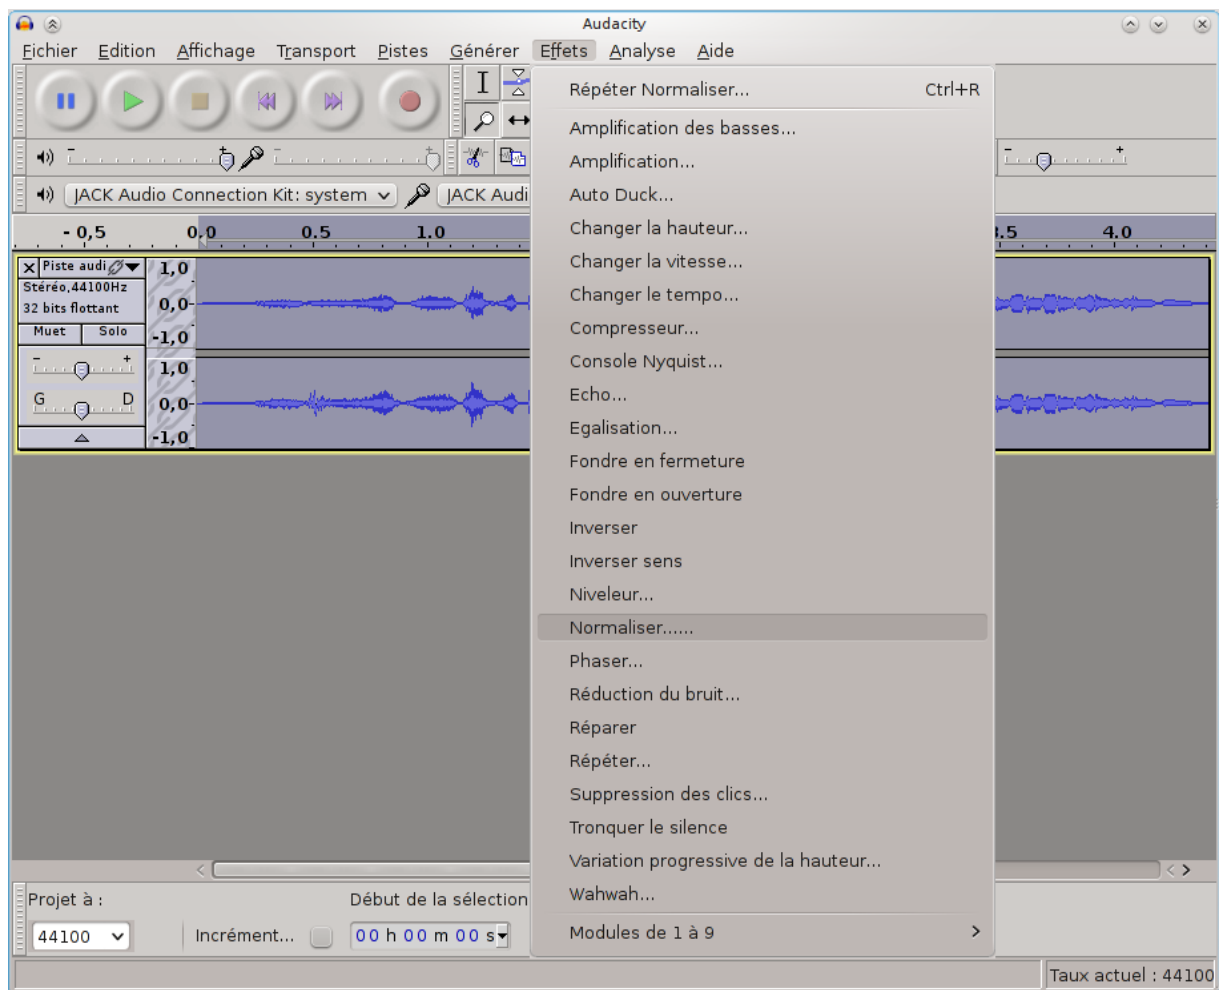 Audacity
Fichier Edition Affichage Transport Pistes Générer Effets Analyse Aide
Répéter Normaliser... Ctrl+R
Amplification des basses...
Amplification...
Auto Duck...
Changer la hauteur...
Changer la vitesse...
Changer le tempo...
Compresseur...
Console Nyquist...
Echo...
Egalisation...
Fondre en fermeture
Fondre en ouverture
Inverser
Inverser sens
Niveleur...
Normaliser......
Phaser...
Réduction du bruit...
Réparer
Répéter...
Suppression des clics...
Tronquer le silence
Variation progressive de la hauteur...
Wahwah...
Modules de 1 à 9
- + - + - +
JACK Audio Connection Kit: system JACK Audi
- 0,5 0,0 0.5 1.0 3.5 4.0
Piste audi 1,0
Stéréo,44100Hz
32 bits flottant 0,0
Muet Solo -1,0
- + 1,0
G D 0,0
-1,0
Projet à : Début de la sélection
44100 Incrément... 00 h 00 m 00 s
Taux actuel : 44100